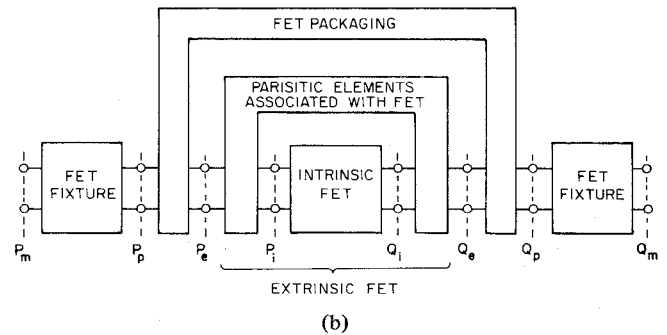 FET PACKAGING
PARISITIC ELEMENTS
ASSOCIATED WITH FET
FET
FIXTURE
INTRINSIC
FET
FET
FIXTURE
Pm
Pp
Pe
Pi
Qi
Qe
Qp
Qm
EXTRINSIC FET
(b)